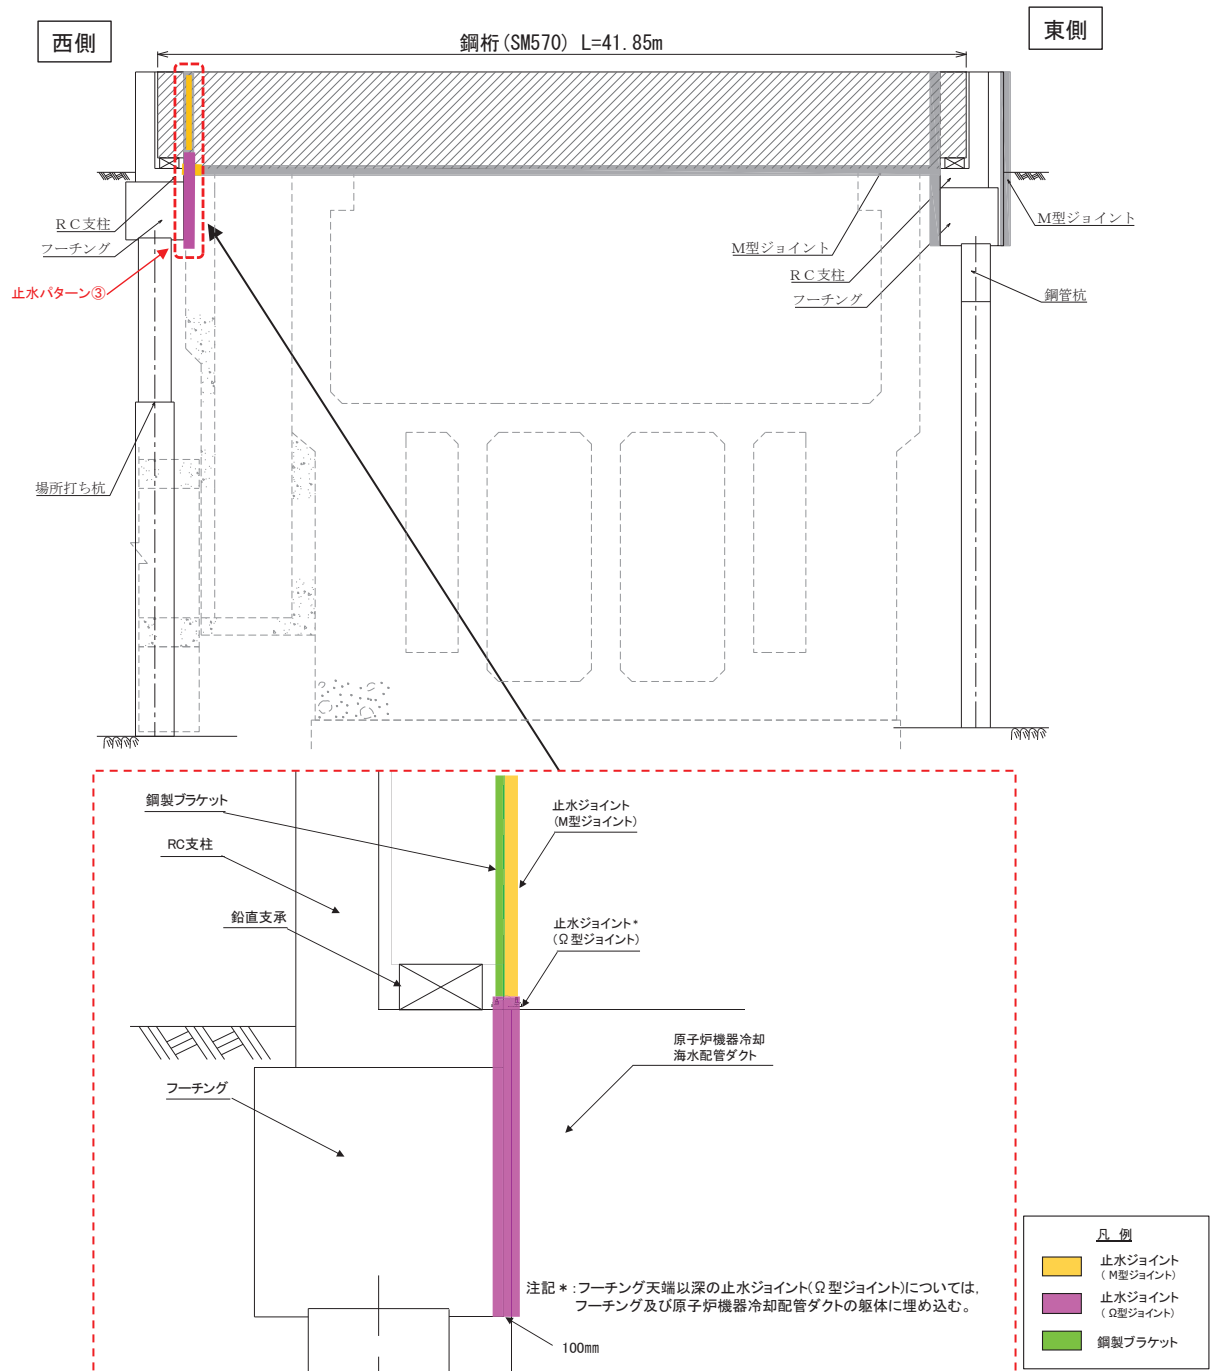 西側
鋼桁(SM570) L=41.85m
東側
RC支柱
フーチング
止水パターン③
M型ジョイント
RC支柱
フーチング
M型ジョイント
鋼管杭
場所打ち杭
鋼製ブラケット
RC支柱
鉛直支承
止水ジョイント
(M型ジョイント)
止水ジョイント*
(Ω型ジョイント)
原子炉機器冷却
海水配管ダクト
フーチング
注記*:フーチング天端以深の止水ジョイント(Ω型ジョイント)については,
フーチング及び原子炉機器冷却配管ダクトの躯体に埋め込む。
100mm
凡 例
止水ジョイント
(M型ジョイント)
止水ジョイント
(Ω型ジョイント)
鋼製ブラケット